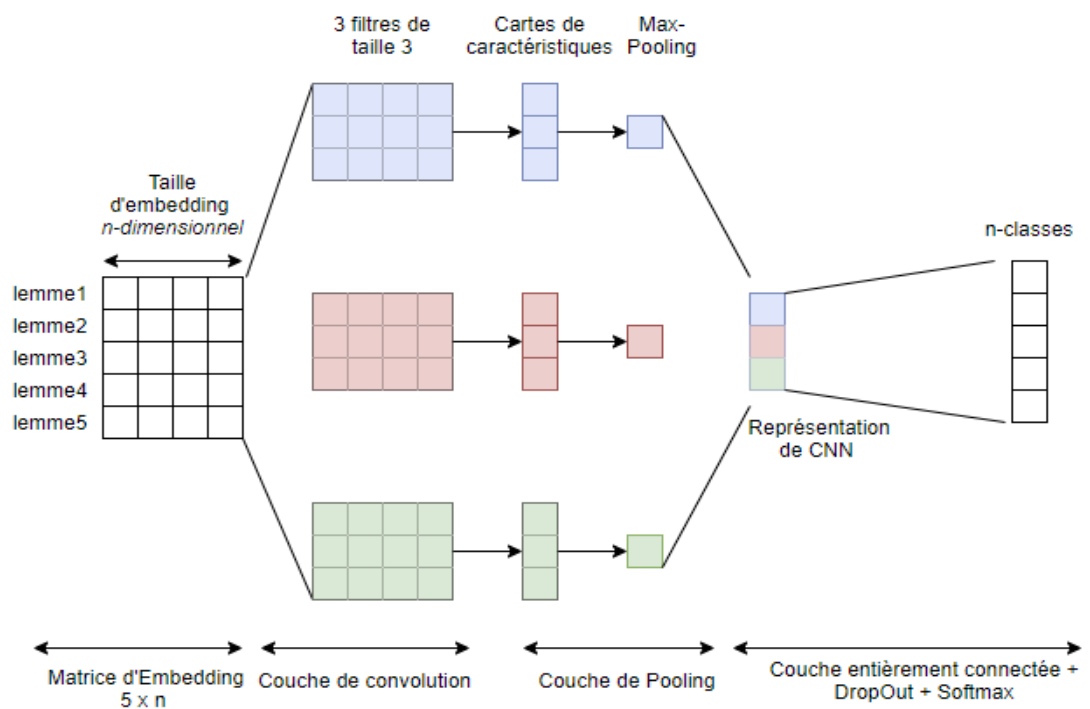 3 filtres de
taille 3
Cartes de
caractéristiques
Max-
Pooling
Taille
d'embedding
n-dimensionnel
n-classes
lemme1
lemme2
lemme3
lemme4
lemme5
Représentation
de CNN
Matrice d'Embedding
5 x n
Couche de convolution
Couche de Pooling
Couche entièrement connectée +
DropOut + Softmax